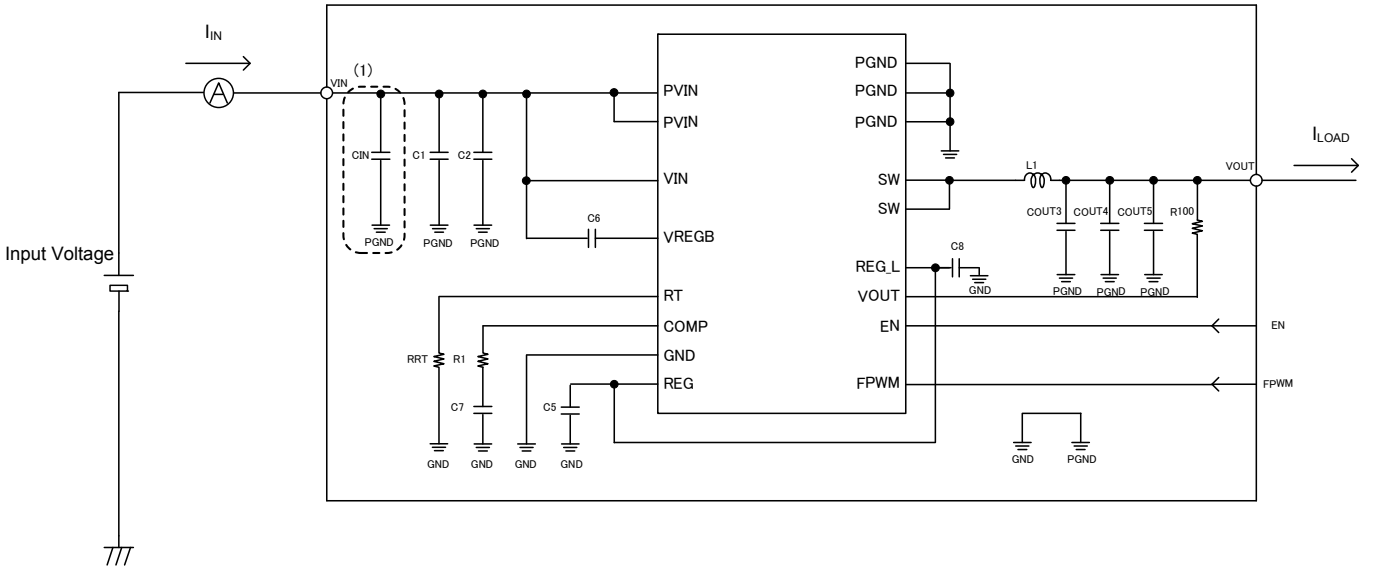 IIN
A
Input Voltage
VIN
(1)
CIN
PGND
C1
PGND
C2
PGND
C6
PVIN
PVIN
VIN
VREGB
RT
COMP
GND
REG
RRT
GND
R1
C7
GND
GND
C5
GND
PGND
PGND
PGND
SW
SW
REG_L
VOUT
EN
FPWM
L1
COUT3
PGND
COUT4
PGND
COUT5
PGND
R100
C8
GND
VOUT
ILOAD
EN
FPWM
GND
PGND